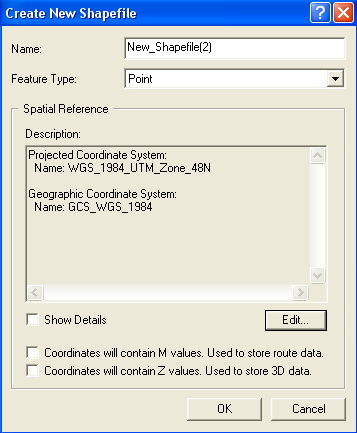 Create New Shapefile
Name:
New_Shapefile(2)
Feature Type:
Point
Spatial Reference
Description:
Projected Coordinate System:
Name: WGS_1984_UTM_Zone_48N
Geographic Coordinate System:
Name: GCS_WGS_1984
Show Details
Edit...
Coordinates will contain M values. Used to store route data.
Coordinates will contain Z values. Used to store 3D data.
OK
Cancel